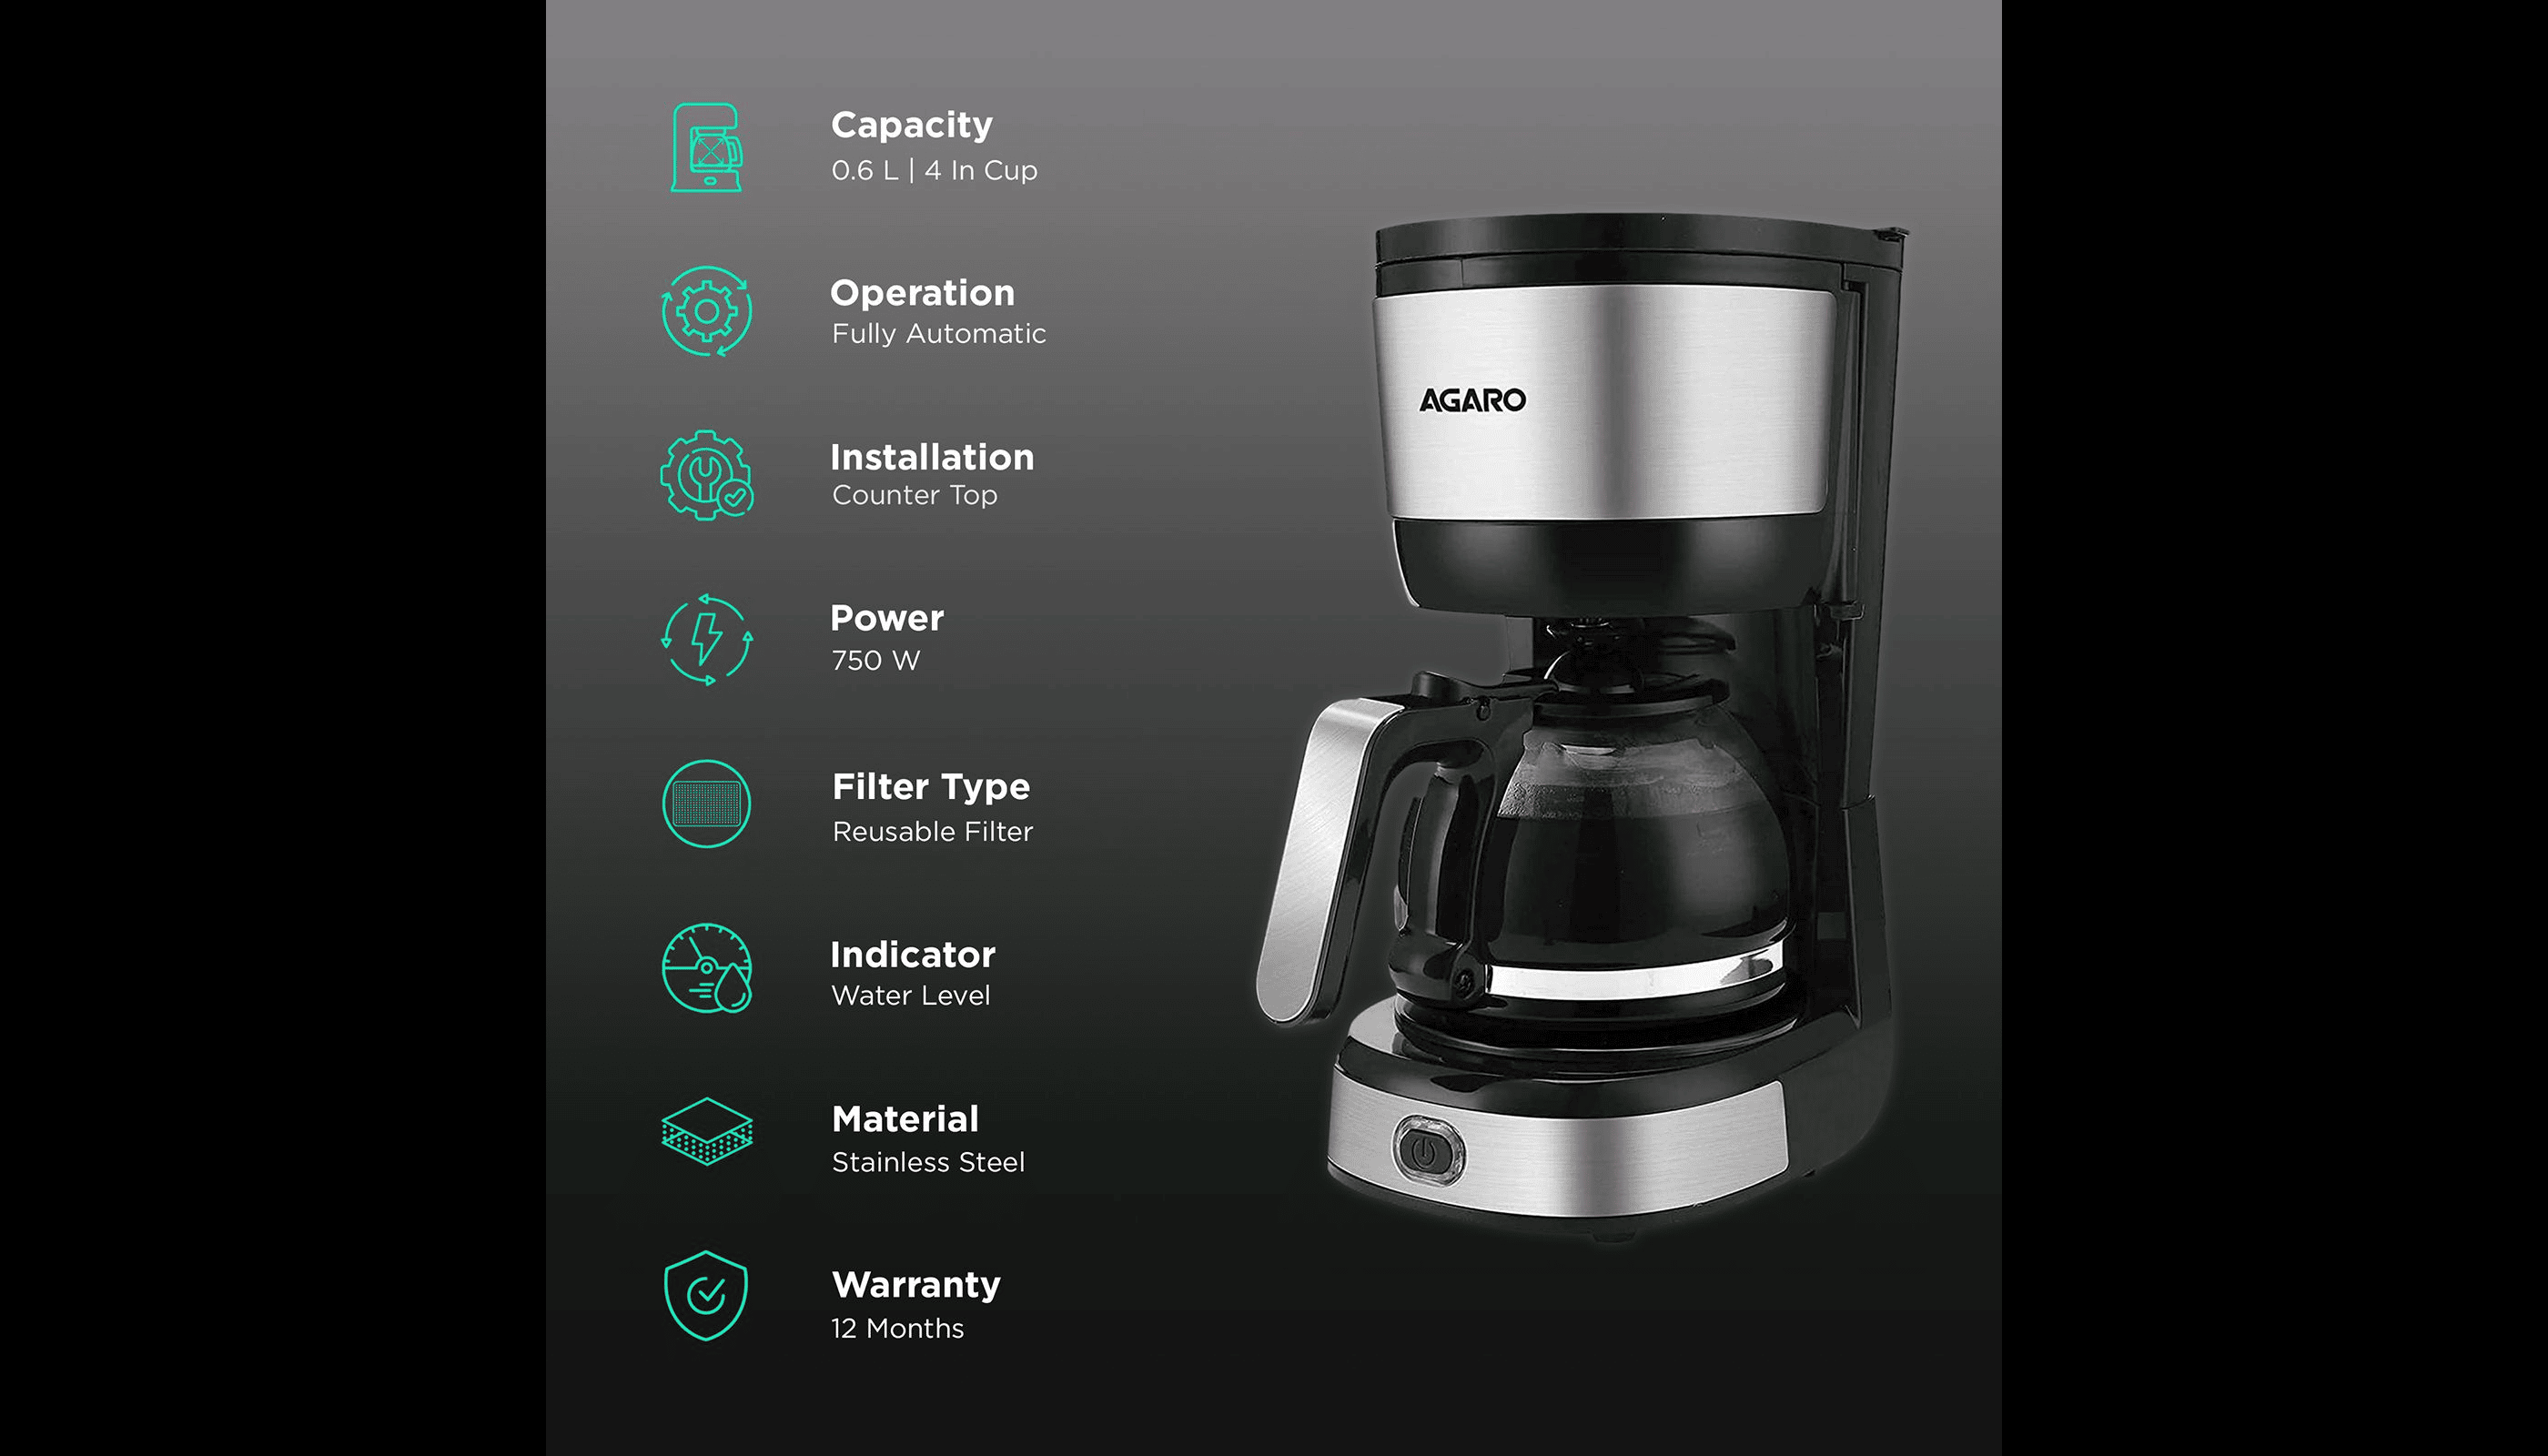 Capacity
0.6 L | 4 In Cup
Operation
Fully Automatic
Installation
Counter Top
Power
750 W
Filter Type
Reusable Filter
Indicator
Water Level
Material
Stainless Steel
Warranty
12 Months
AGARO